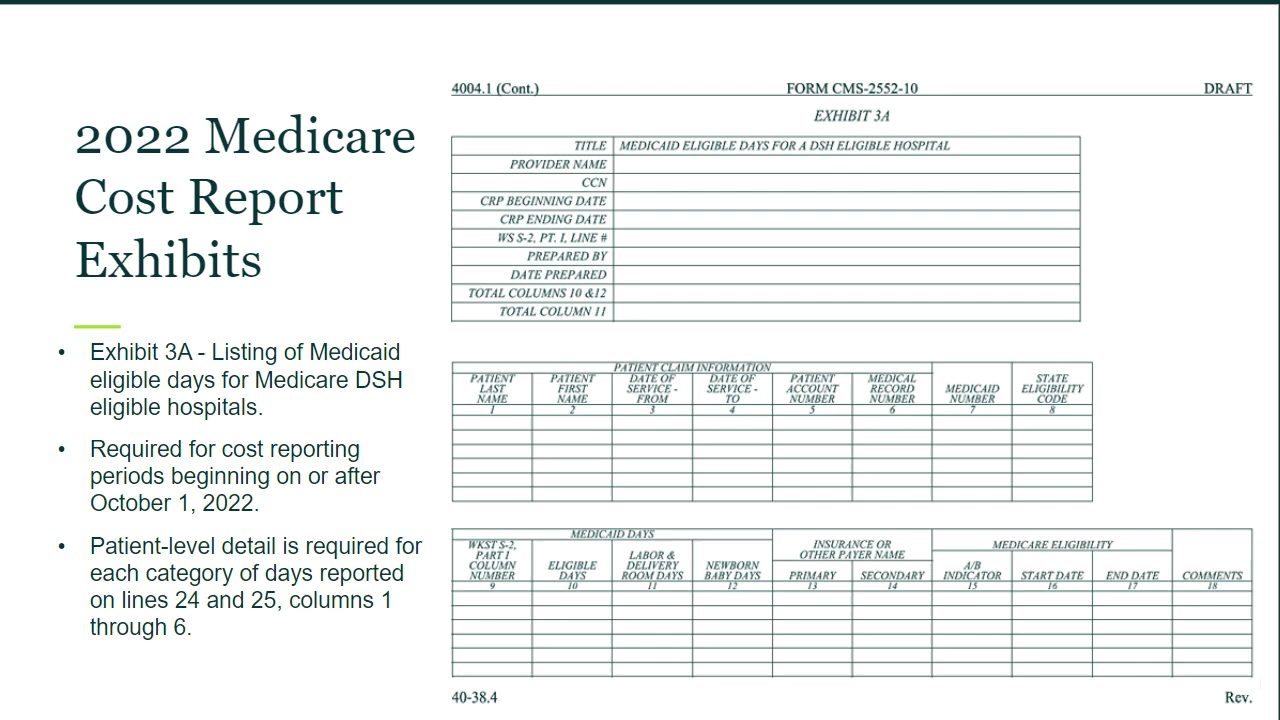 2022 Medicare
Cost Report
Exhibits
• Exhibit 3A - Listing of Medicaid
eligible days for Medicare DSH
eligible hospitals.
• Required for cost reporting
periods beginning on or after
October 1, 2022.
• Patient-level detail is required for
each category of days reported
on lines 24 and 25, columns 1
through 6.
4004.1 (Cont.) FORM CMS-2552-10 DRAFT
EXHIBIT 3A
TITLE MEDICAID ELIGIBLE DAYS FOR A DSH ELIGIBLE HOSPITAL
PROVIDER NAME
CCN
CRP BEGINNING DATE
CRP ENDING DATE
WS S-2, PT. I, LINE #
PREPARED BY
DATE PREPARED
TOTAL COLUMNS 10 &12
TOTAL COLUMN 11
PATIENT CLAIM INFORMATION
PATIENT LAST NAME
PATIENT FIRST NAME
DATE OF SERVICE - FROM
DATE OF SERVICE - TO
PATIENT ACCOUNT NUMBER
MEDICAL RECORD NUMBER
MEDICAID NUMBER
STATE ELIGIBILITY CODE
1 2 3 4 5 6 7 8
MEDICAID DAYS
WKST S-2, PART I COLUMN NUMBER
ELIGIBLE DAYS
LABOR & DELIVERY ROOM DAYS
NEWBORN BABY DAYS
INSURANCE OR OTHER PAYER NAME
PRIMARY
SECONDARY
MEDICARE ELIGIBILITY
A/B INDICATOR
START DATE
END DATE
COMMENTS
9 10 11 12 13 14 15 16 17 18
40-38.4 Rev.